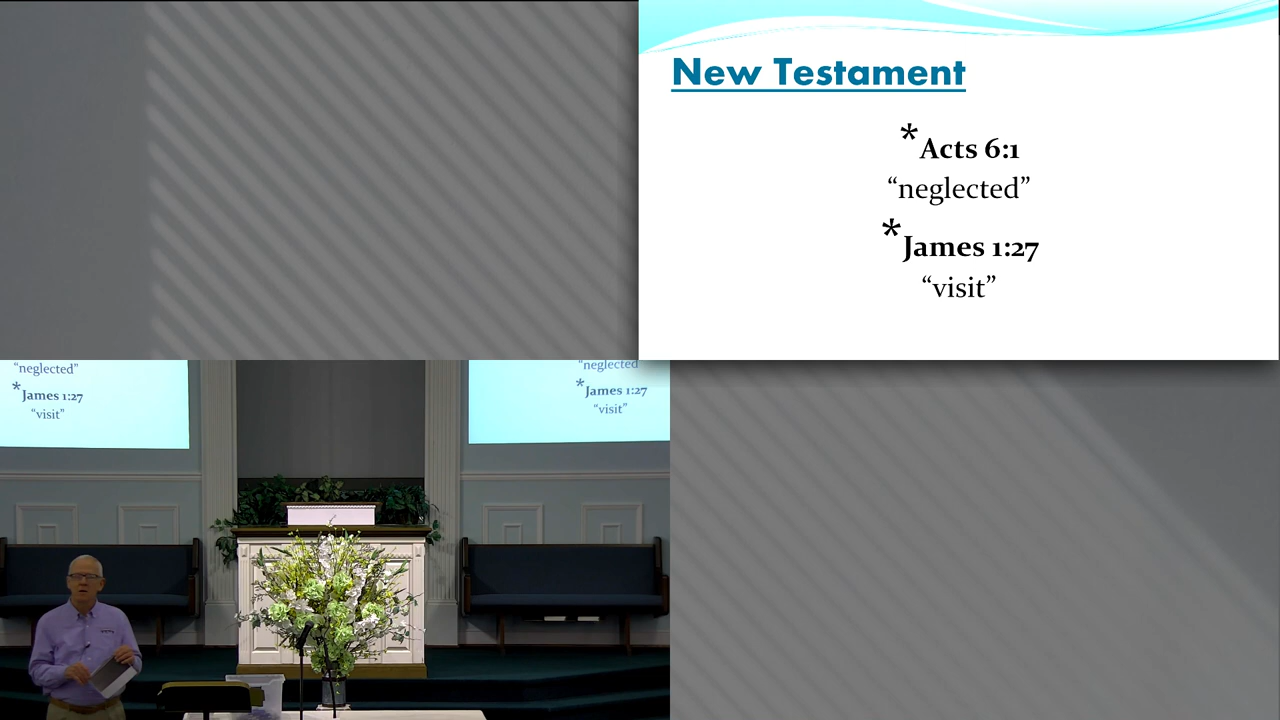 New Testament
*Acts 6:1
“neglected”
*James 1:27
“visit”
“neglected”
*James 1:27
“visit”
“neglected
*James 1:27
“visit”